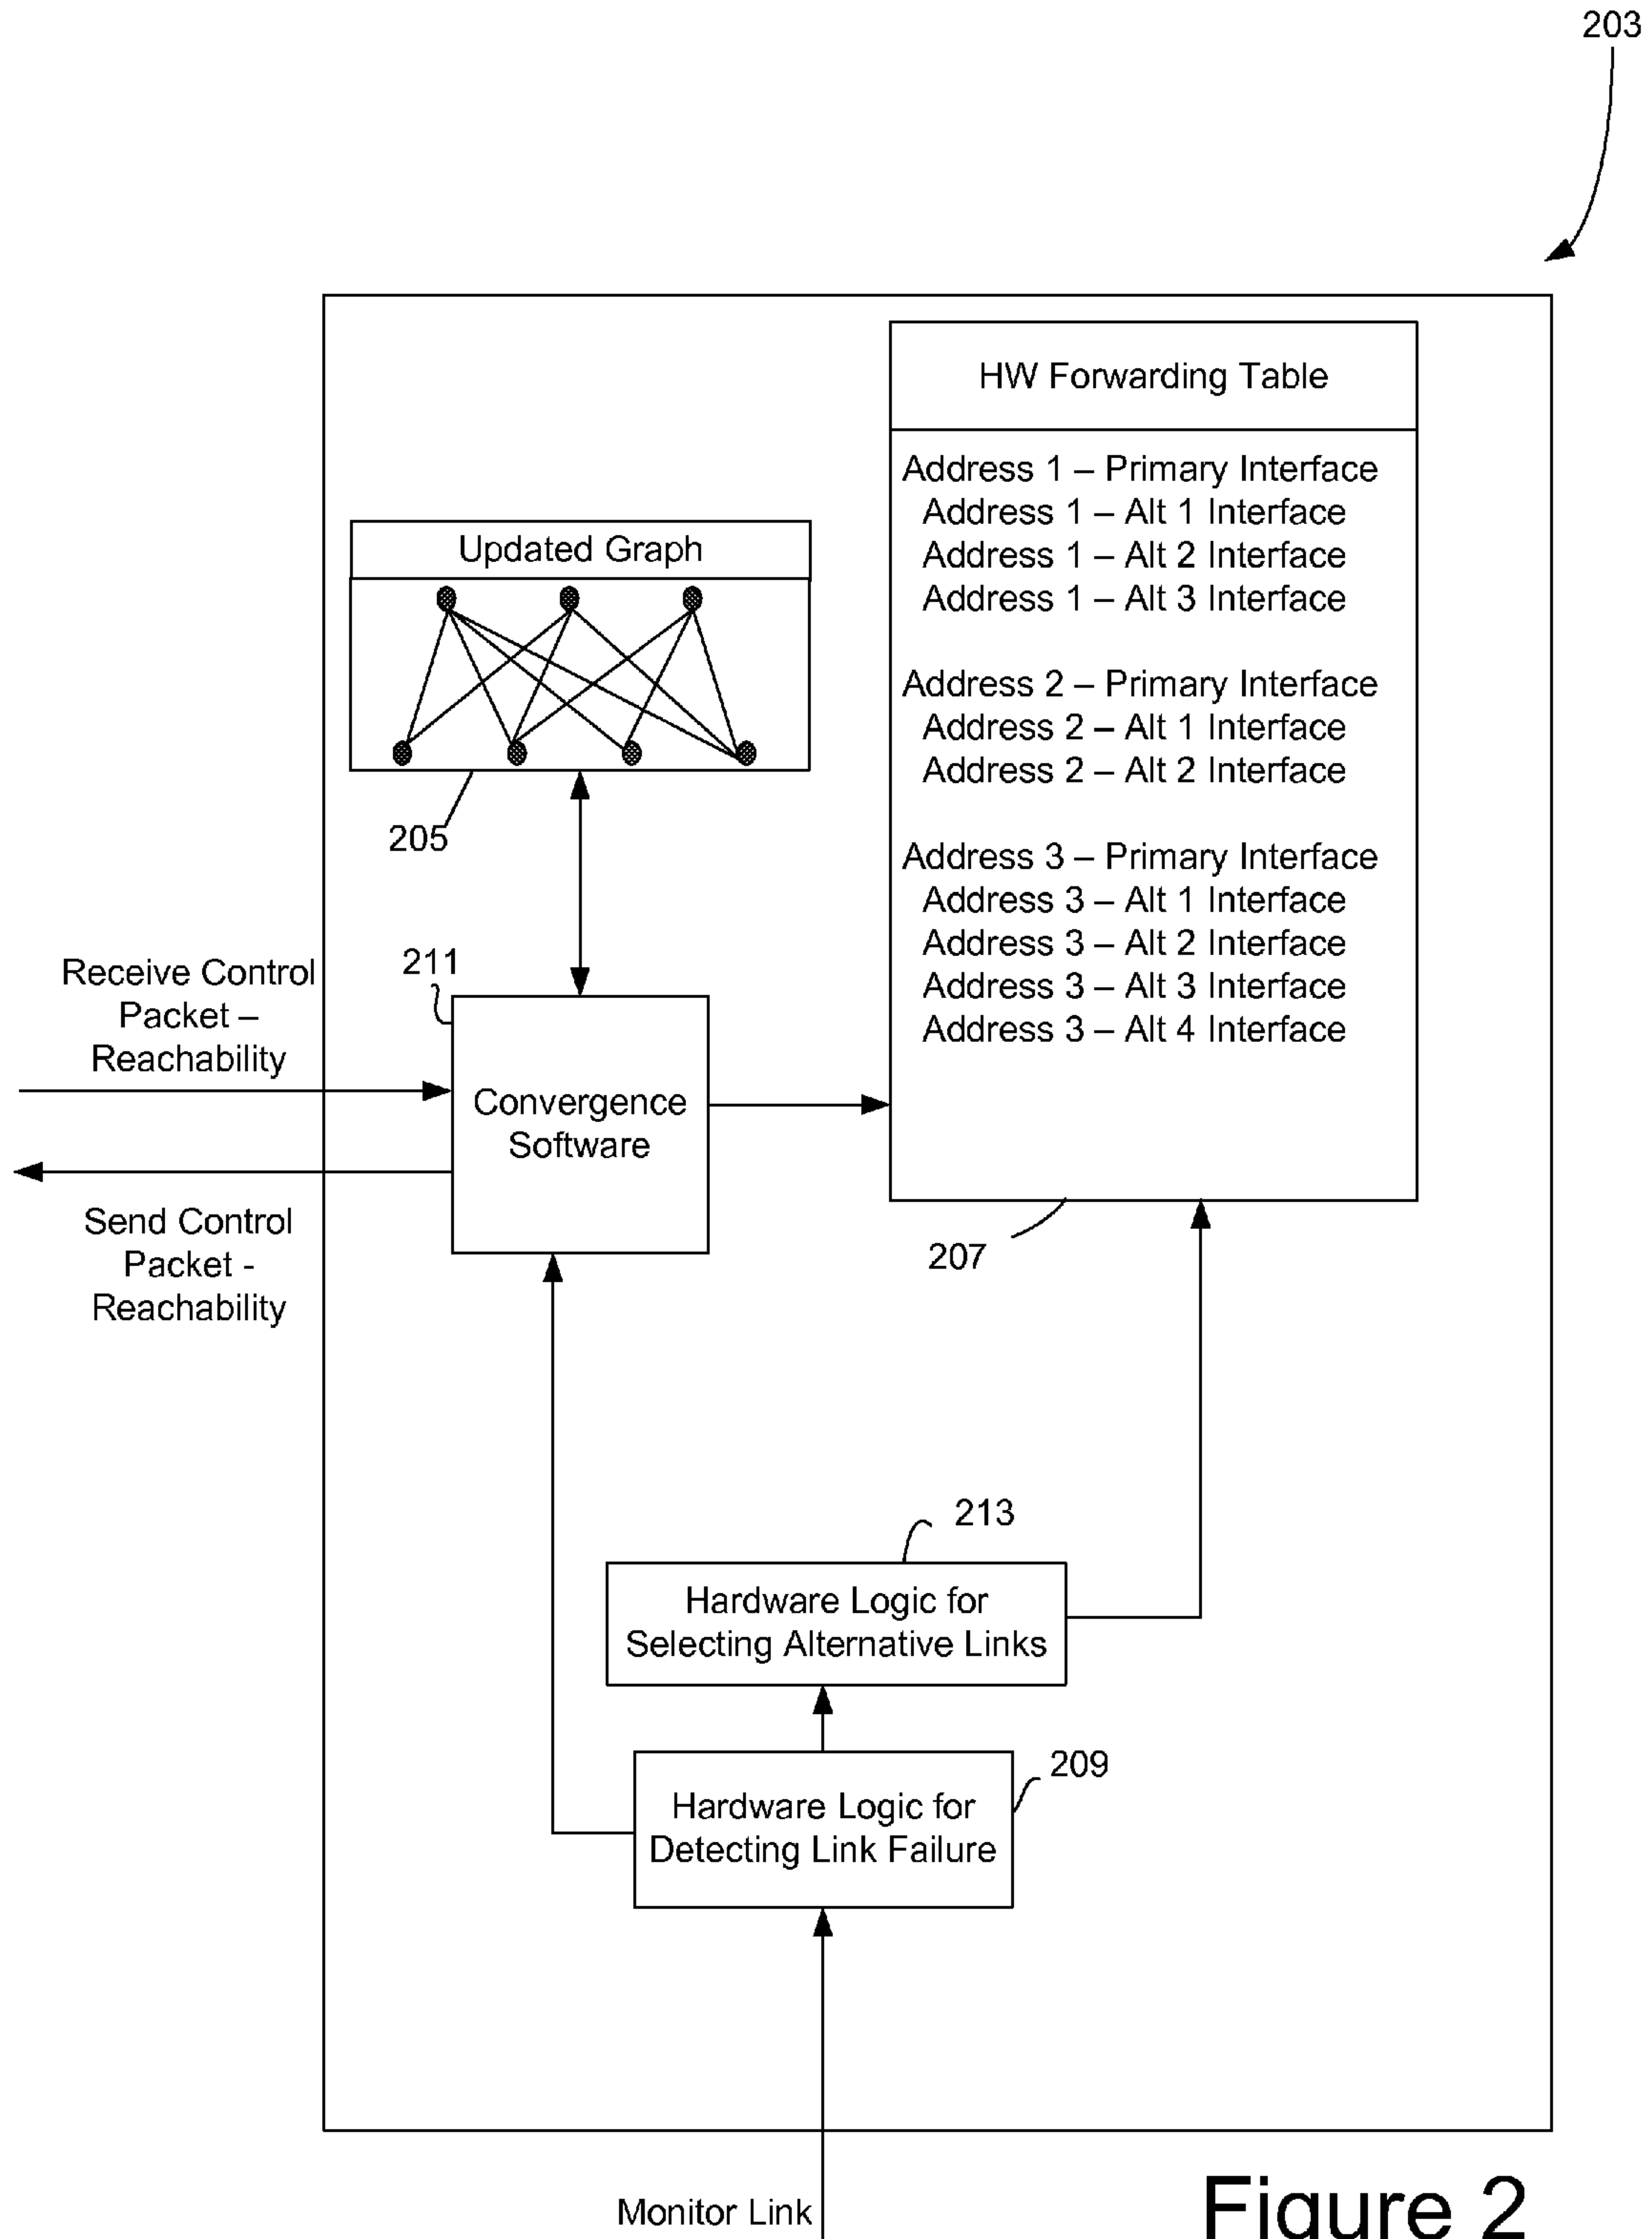 203
HW Forwarding Table
Address 1 – Primary Interface
Address 1 – Alt 1 Interface
Address 1 – Alt 2 Interface
Address 1 – Alt 3 Interface
Address 2 – Primary Interface
Address 2 – Alt 1 Interface
Address 2 – Alt 2 Interface
Address 3 – Primary Interface
Address 3 – Alt 1 Interface
Address 3 – Alt 2 Interface
Address 3 – Alt 3 Interface
Address 3 – Alt 4 Interface
207
Updated Graph
205
211
Receive Control
Packet –
Reachability
Convergence
Software
Send Control
Packet -
Reachability
213
Hardware Logic for
Selecting Alternative Links
209
Hardware Logic for
Detecting Link Failure
Monitor Link
Figure 2